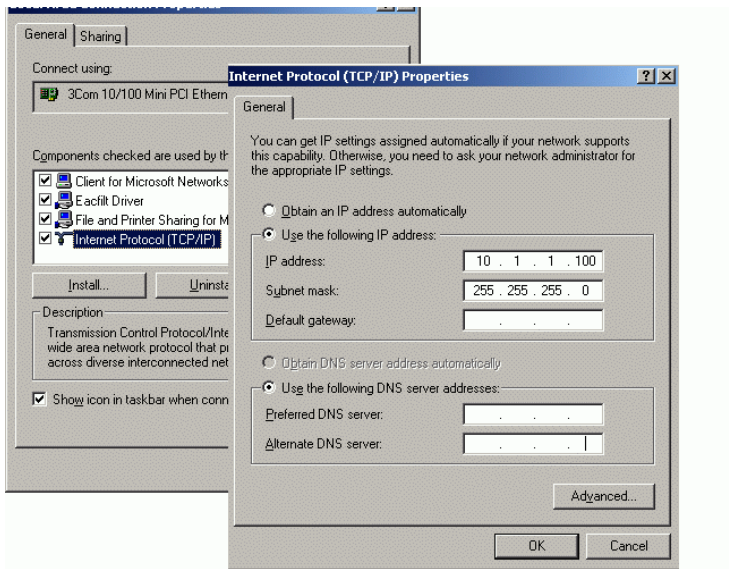 General
Sharing
Connect using:
3Com 10/100 Mini PCI Ethern
Components checked are used by th
Client for Microsoft Networks
Eacfilt Driver
File and Printer Sharing for M
Internet Protocol (TCP/IP)
Install...
Uninsta
Description
Transmission Control Protocol/Inte
wide area network protocol that pr
across diverse interconnected net
Show icon in taskbar when conn
Internet Protocol (TCP/IP) Properties
General
You can get IP settings assigned automatically if your network supports
this capability. Otherwise, you need to ask your network administrator for
the appropriate IP settings.
Obtain an IP address automatically
Use the following IP address:
IP address: 10 . 1 . 1 . 100
Subnet mask: 255 . 255 . 255 . 0
Default gateway: . . .
Obtain DNS server address automatically
Use the following DNS server addresses:
Preferred DNS server: . . .
Alternate DNS server: . . .
Advanced...
OK
Cancel